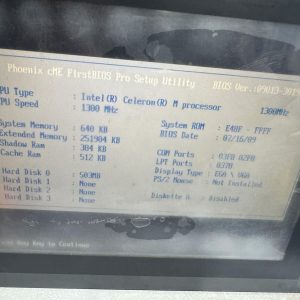 Phoenix cME FirstBIOS Pro Setup Utility BIOS Ver.:
CPU Type : Intel(R) Celeron(R) M processor
CPU Speed : 1300 MHz 1300MHz
System Memory : 640 KB System ROM : E48F - FFFF
Extended Memory : 251904 KB BIOS Date : 02/16/09
Shadow Ram : 384 KB
Cache Ram : 512 KB COM Ports : 03F8 02F8
LPT Ports : 0378
Hard Disk 0 : 503MB Display Type : EGA \ VGA
Hard Disk 1 : None PS/2 Mouse : Not Installed
Hard Disk 2 : None
Hard Disk 3 : None Diskette A : Disabled
Any Key to Continue